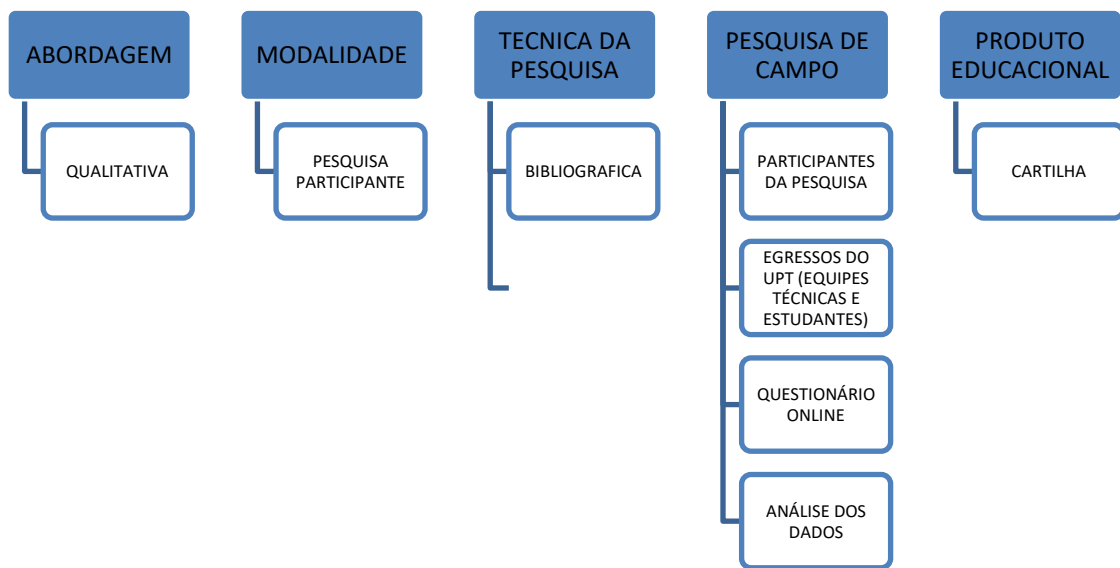 ABORDAGEM
QUALITATIVA
MODALIDADE
PESQUISA
PARTICIPANTE
TECNICA DA
PESQUISA
BIBLIOGRAFICA
PESQUISA DE
CAMPO
PARTICIPANTES
DA PESQUISA
EGRESSOS DO
UPT (EQUIPES
TÉCNICAS E
ESTUDANTES)
QUESTIONÁRIO
ONLINE
ANÁLISE DOS
DADOS
PRODUTO
EDUCACIONAL
CARTILHA